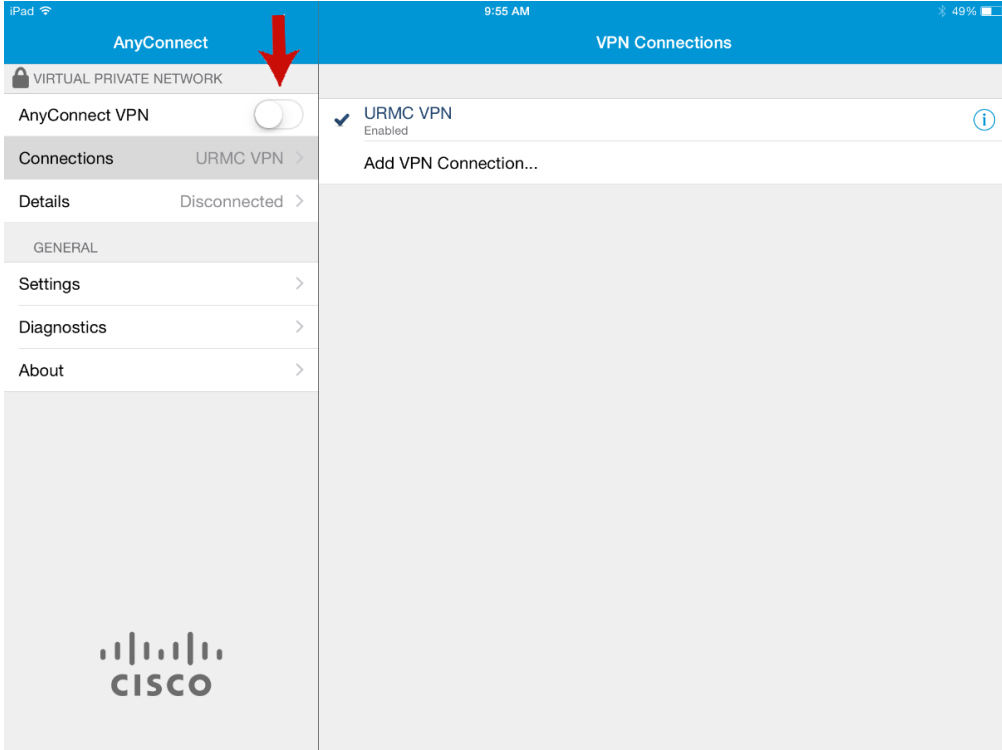 iPad 9:55 AM 49%
AnyConnect
VPN Connections
VIRTUAL PRIVATE NETWORK
AnyConnect VPN
Connections URMC VPN
Details Disconnected
GENERAL
Settings
Diagnostics
About
CISCO
URMC VPN
Enabled
Add VPN Connection...